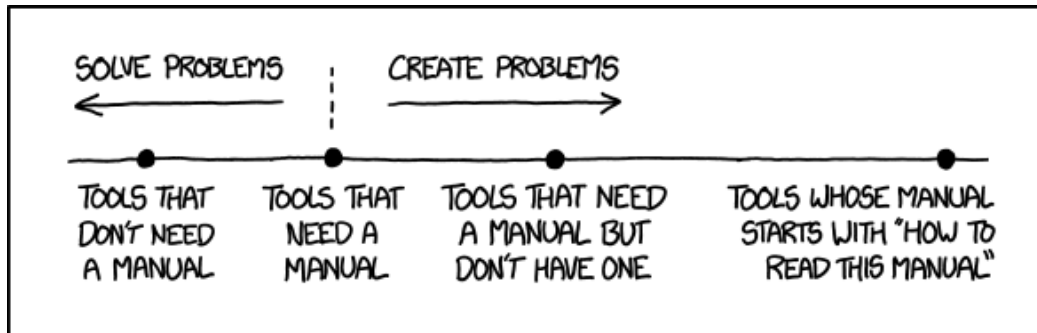 SOLVE PROBLEMS
CREATE PROBLEMS
TOOLS THAT
DON'T NEED
A MANUAL
TOOLS THAT
NEED A
MANUAL
TOOLS THAT NEED
A MANUAL BUT
DON'T HAVE ONE
TOOLS WHOSE MANUAL
STARTS WITH "HOW TO
READ THIS MANUAL"